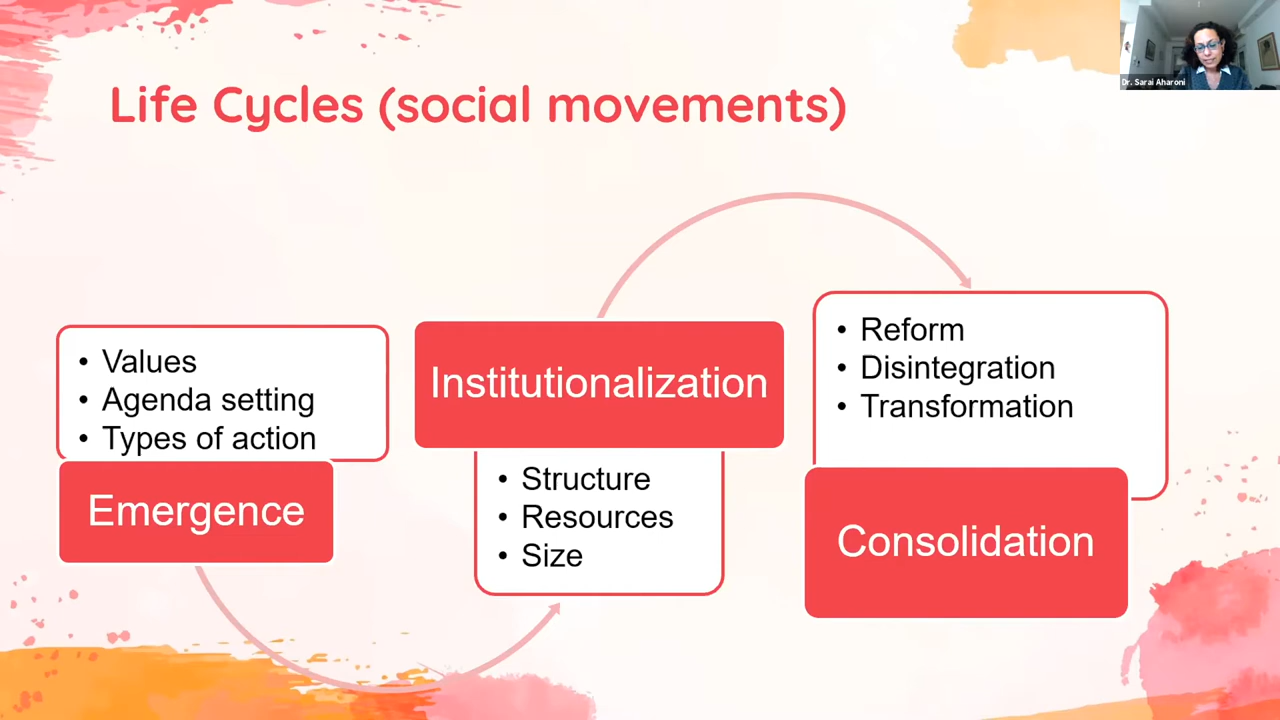 Dr. Sarai Aharoni
Life Cycles (social movements)
• Values
• Agenda setting
• Types of action
Emergence
Institutionalization
• Structure
• Resources
• Size
• Reform
• Disintegration
• Transformation
Consolidation